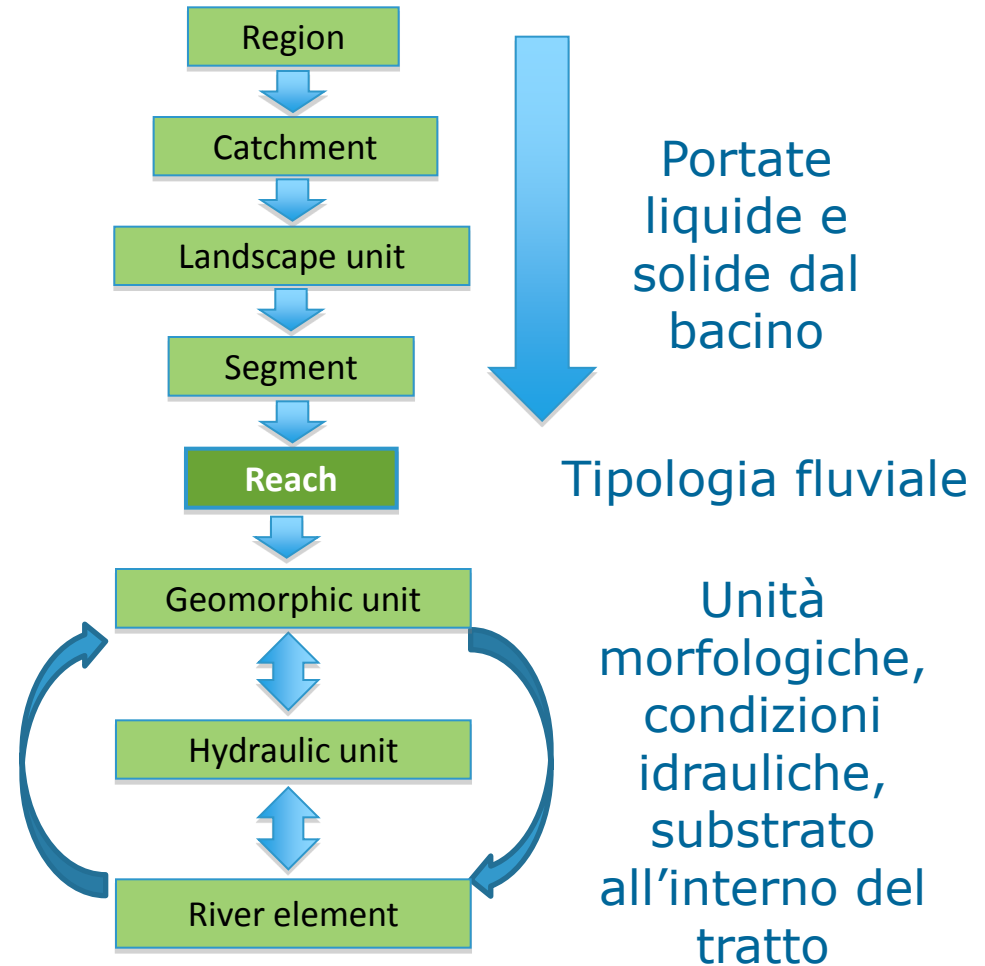 Region
Catchment
Landscape unit
Segment
Reach
Geomorphic unit
Hydraulic unit
River element
Portate
liquide e
solide dal
bacino
Tipologia fluviale
Unità
morfologiche,
condizioni
idrauliche,
substrato
all’interno del
tratto